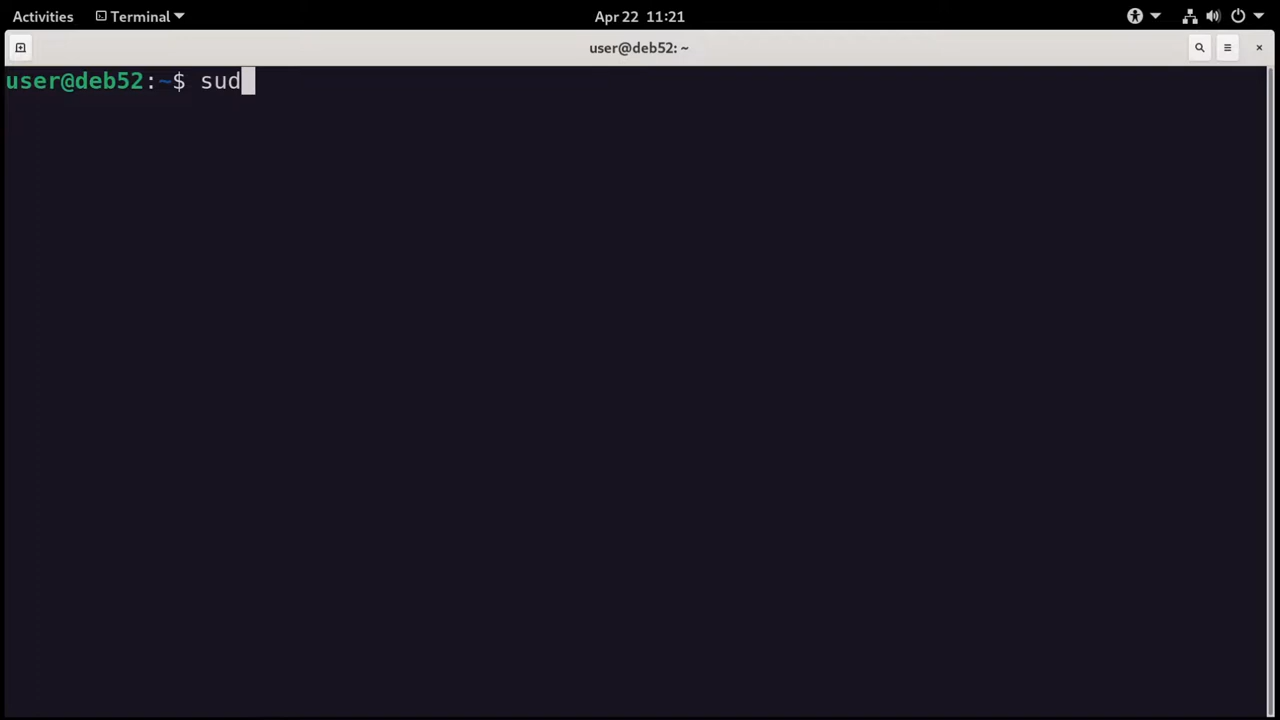 Activities Terminal Apr 22 11:21
user@deb52: ~
user@deb52:~$ sud